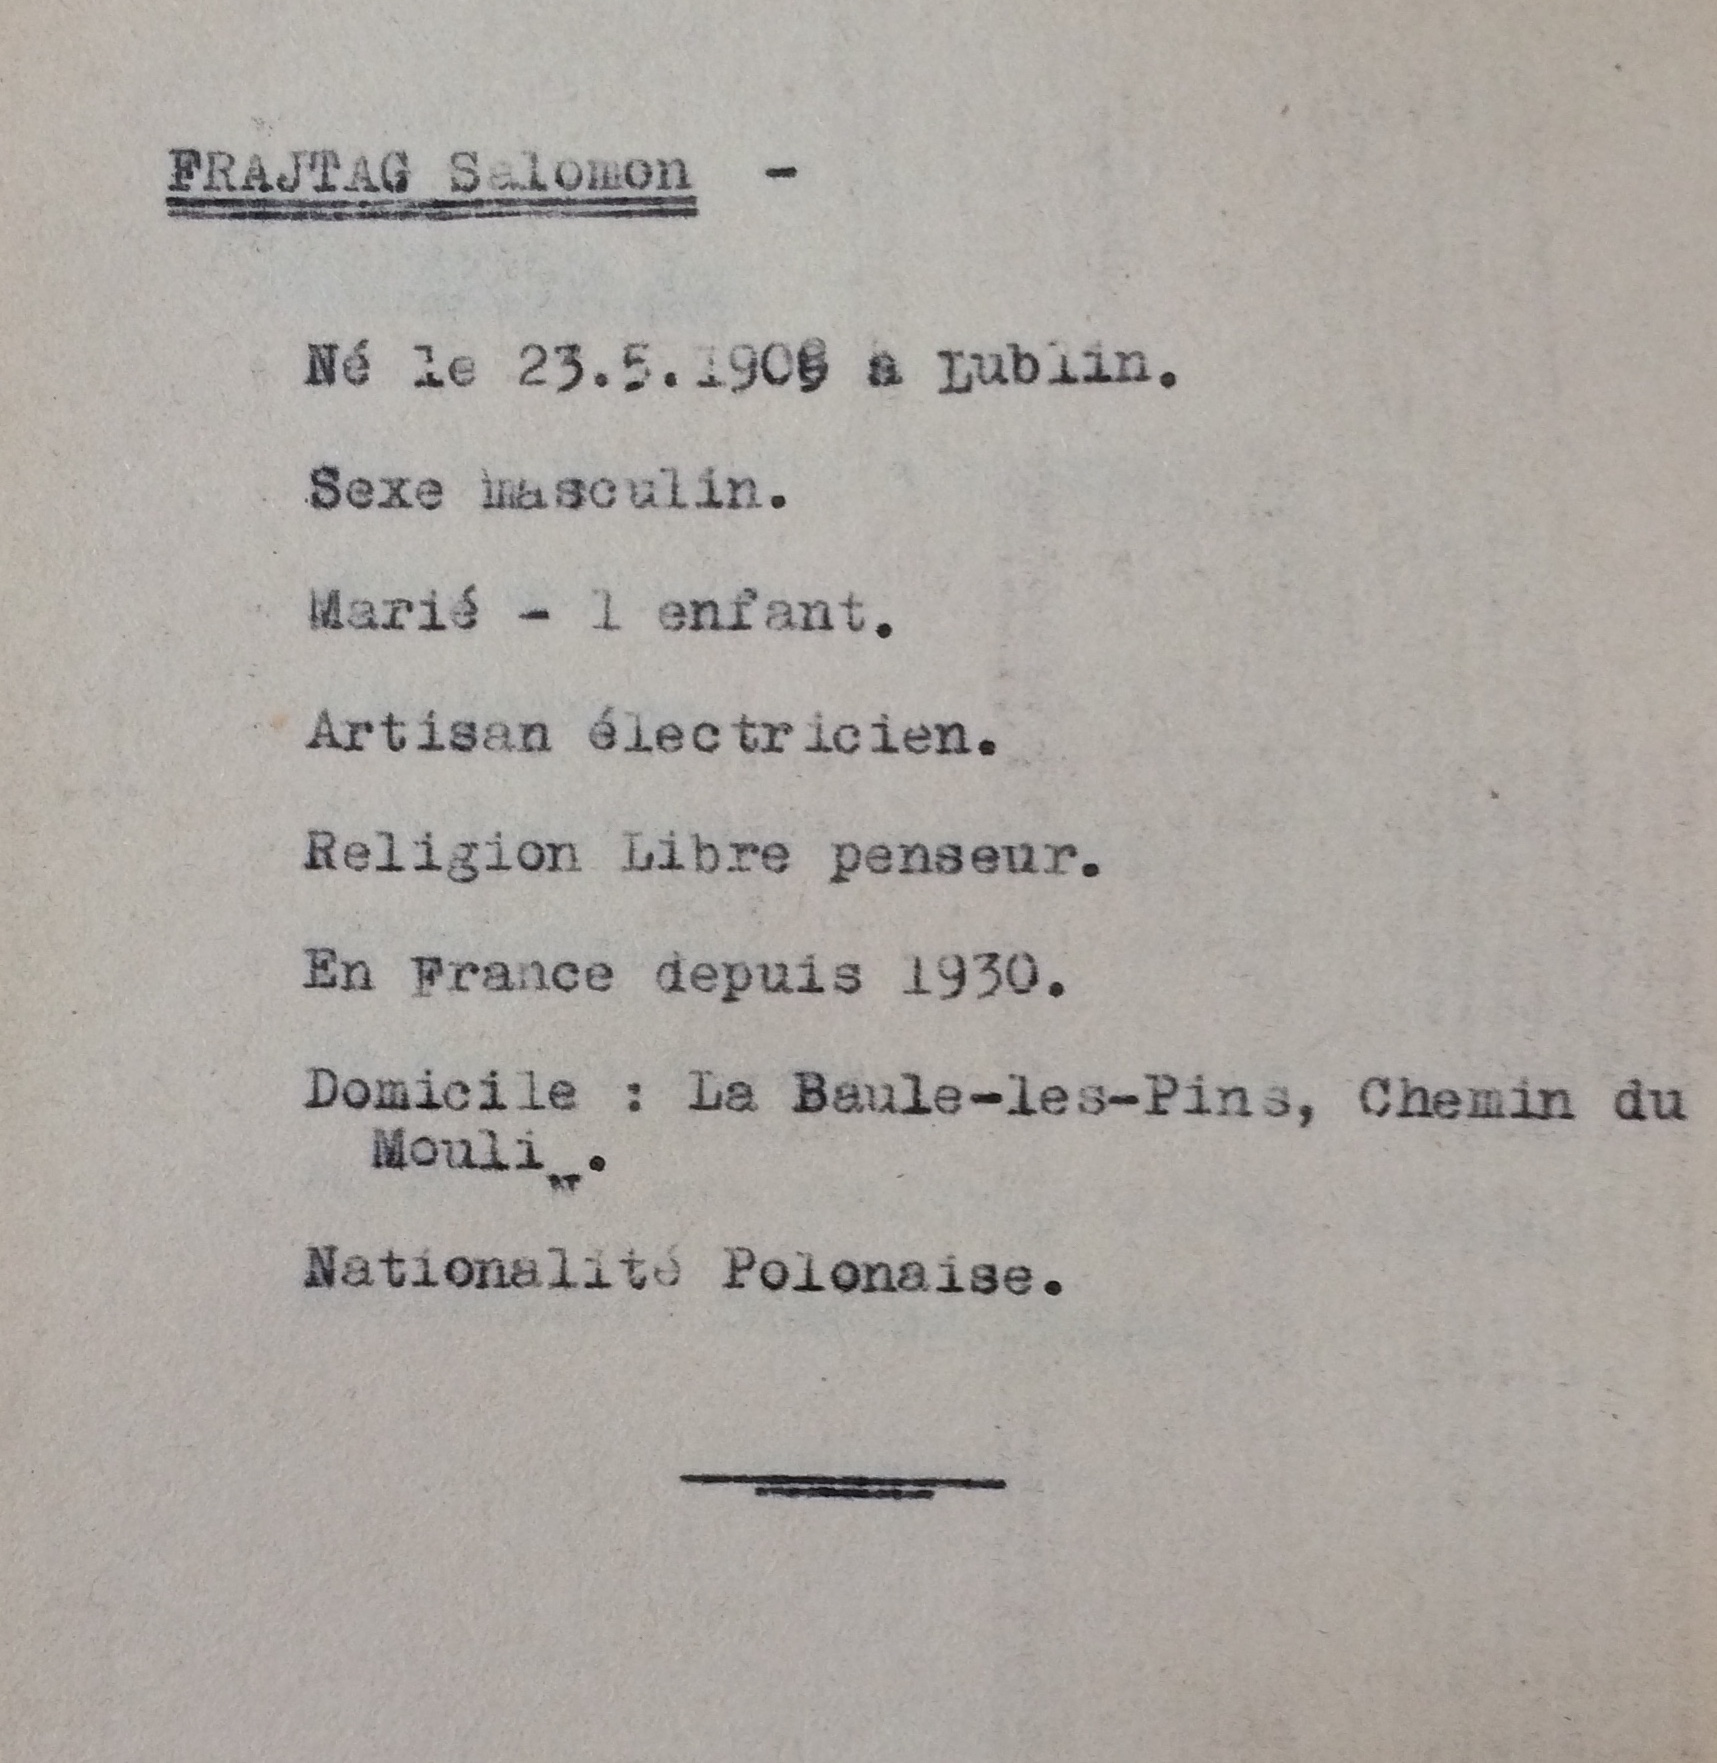 FRAJTAG Salomon -
Né le 23.5.1908 à Lublin.
Sexe masculin.
Marié - 1 enfant.
Artisan électricien.
Religion Libre penseur.
En France depuis 1930.
Domicile : La Baule-les-Pins, Chemin du
Moulin.
Nationalité Polonaise.